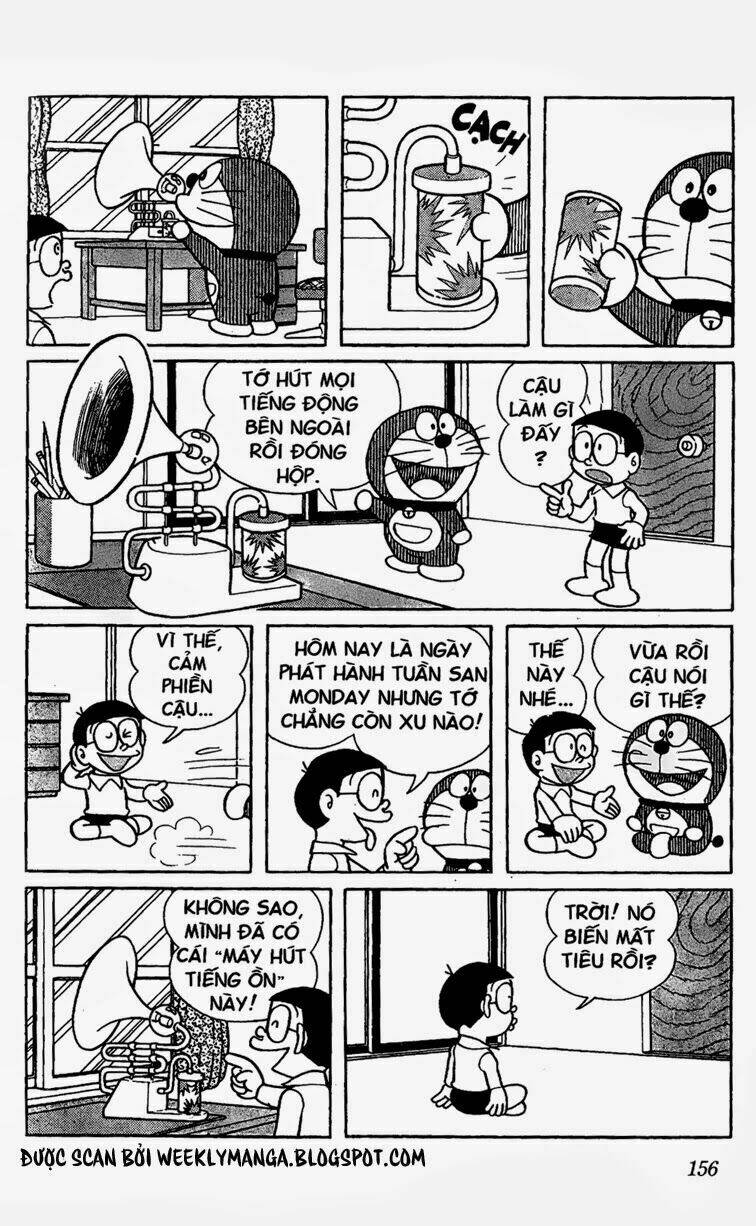 CẠCH
CẬU
LÀM GÌ
ĐẤY
?
TỚ HÚT MỌI
TIẾNG ĐỘNG
BÊN NGOÀI
RỒI ĐÓNG
HỘP.
VỪA RỒI
CẬU NÓI
GÌ THẾ?
THẾ
NÀY
NHÉ...
HÔM NAY LÀ NGÀY
PHÁT HÀNH TUẦN SAN
MONDAY NHƯNG TỚ
CHẲNG CÒN XU NÀO!
VÌ THẾ,
CẢM
PHIỀN
CẬU...
TRỜI! NÓ
BIẾN MẤT
TIÊU RỒI?
KHÔNG SAO,
MÌNH ĐÃ CÓ
CÁI “MÁY HÚT
TIẾNG ỒN”
NÀY!
ĐƯỢC SCAN BỞI WEEKLYMANGA.BLOGSPOT.COM
156